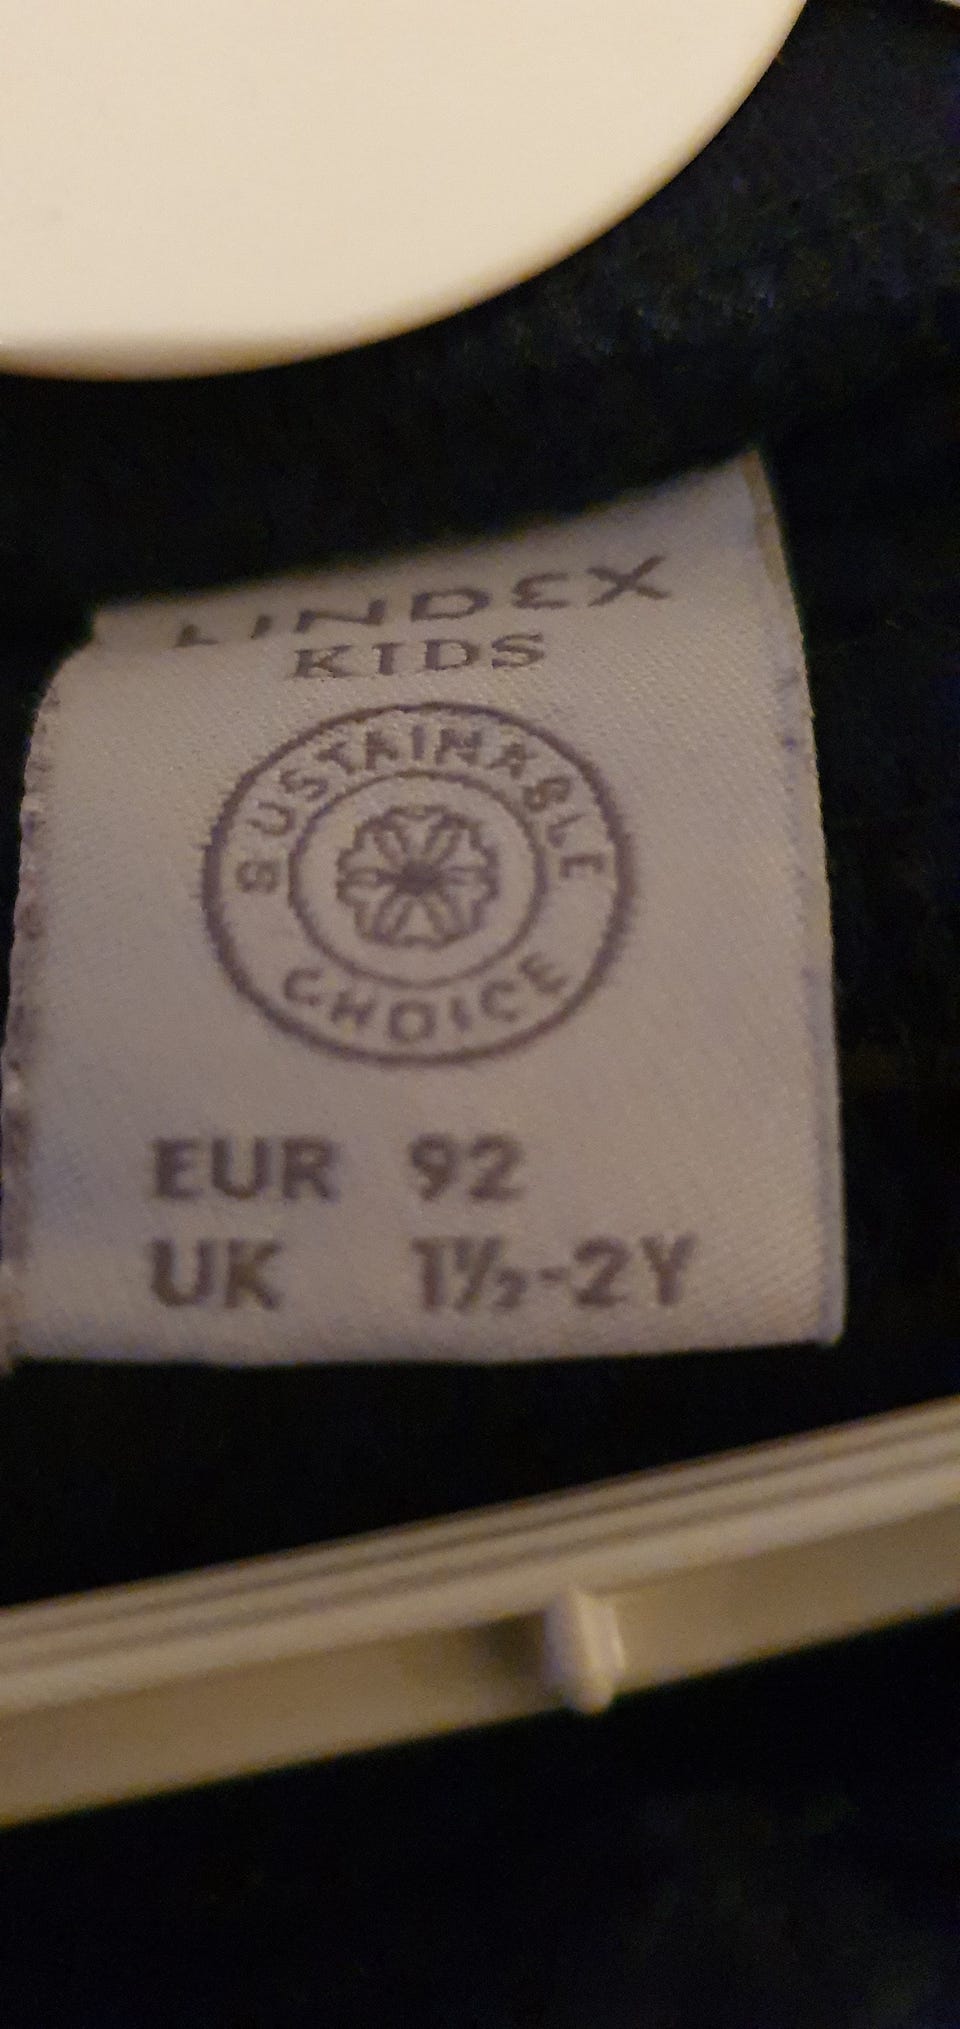 LINDEX
KIDS
SUSTAINABLE
CHOICE
EUR 92
UK 1½-2Y